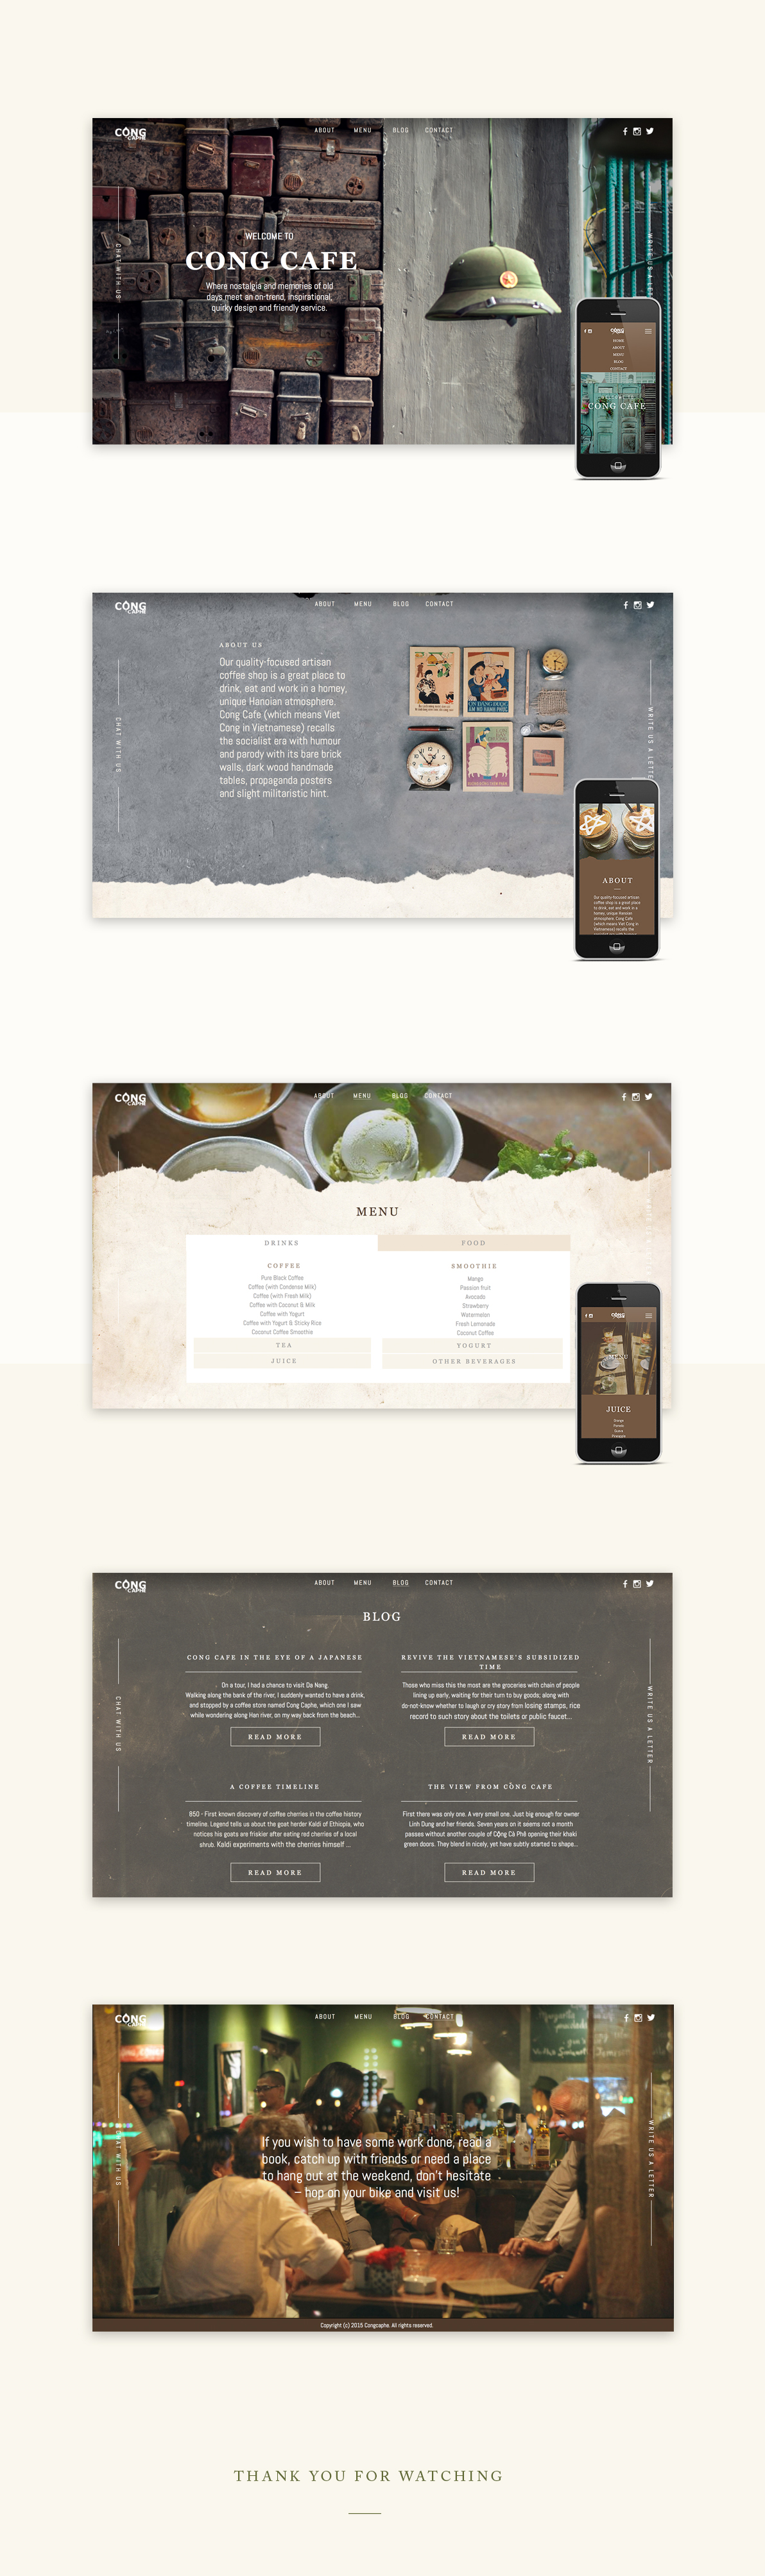 CỘNG
CAPHE
ABOUT MENU BLOG CONTACT
CHAT WITH US
WELCOME TO
CONG CAFE
Where nostalgia and memories of old
days meet an on-trend, inspirational,
quirky design and friendly service.
WRITE US A LE
CỘNG
HOME
ABOUT
MENU
BLOG
CONTACT
CONG CAFE
CỘNG
CAPHE
ABOUT MENU BLOG CONTACT
CHAT WITH US
ABOUT US
Our quality-focused artisan
coffee shop is a great place to
drink, eat and work in a homey,
unique Hanoian atmosphere.
Cong Cafe (which means Viet
Cong in Vietnamese) recalls
the socialist era with humour
and parody with its bare brick
walls, dark wood handmade
tables, propaganda posters
and slight militaristic hint.
WRITE US A LETTE
ABOUT
Our quality-focused artisan
coffee shop is a great place
to drink, eat and work in a
homey, unique Hanoian
atmosphere. Cong Cafe
(which means Viet Cong in
Vietnamese) recalls the
CỘNG
CAPHE
ABOUT MENU BLOG CONTACT
MENU
DRINKS
FOOD
COFFEE
Pure Black Coffee
Coffee (with Condense Milk)
Coffee (with Fresh Milk)
Coffee with Coconut & Milk
Coffee with Yogurt
Coffee with Yogurt & Sticky Rice
Coconut Coffee Smoothie
TEA
JUICE
SMOOTHIE
Mango
Passion fruit
Avocado
Strawberry
Watermelon
Fresh Lemonade
Coconut Coffee
YOGURT
OTHER BEVERAGES
MENU
JUICE
CỘNG
CAPHE
ABOUT MENU BLOG CONTACT
CHAT WITH US
BLOG
CONG CAFE IN THE EYE OF A JAPANESE
On a tour, I had a chance to visit Da Nang.
Walking along the bank of the river, I suddenly wanted to have a drink,
and stopped by a coffee store named Cong Caphe, which one I saw
while wondering along Han river, on my way back from the beach...
READ MORE
REVIVE THE VIETNAMESE'S SUBSIDIZED
TIME
Those who miss this the most are the groceries with chain of people
lining up early, waiting for their turn to buy goods; along with
do-not-know whether to laugh or cry story from losing stamps, rice
record to such story about the toilets or public faucet...
READ MORE
A COFFEE TIMELINE
850 - First known discovery of coffee cherries in the coffee history
timeline. Legend tells us about the goat herder Kaldi of Ethiopia, who
notices his goats are friskier after eating red cherries of a local
shrub. Kaldi experiments with the cherries himself ...
READ MORE
THE VIEW FROM CỘNG CAFE
First there was only one. A very small one. Just big enough for owner
Linh Dung and her friends. Seven years on it seems not a month
passes without another couple of Cộng Cà Phê opening their khaki
green doors. They blend in nicely, yet have subtly started to shape...
READ MORE
WRITE US A LETTER
CỘNG
CAPHE
ABOUT MENU BLOG CONTACT
CHAT WITH US
If you wish to have some work done, read a
book, catch up with friends or need a place
to hang out at the weekend, don't hesitate
– hop on your bike and visit us!
WRITE US A LETTER
Copyright (c) 2015 Congcaphe. All rights reserved.
THANK YOU FOR WATCHING